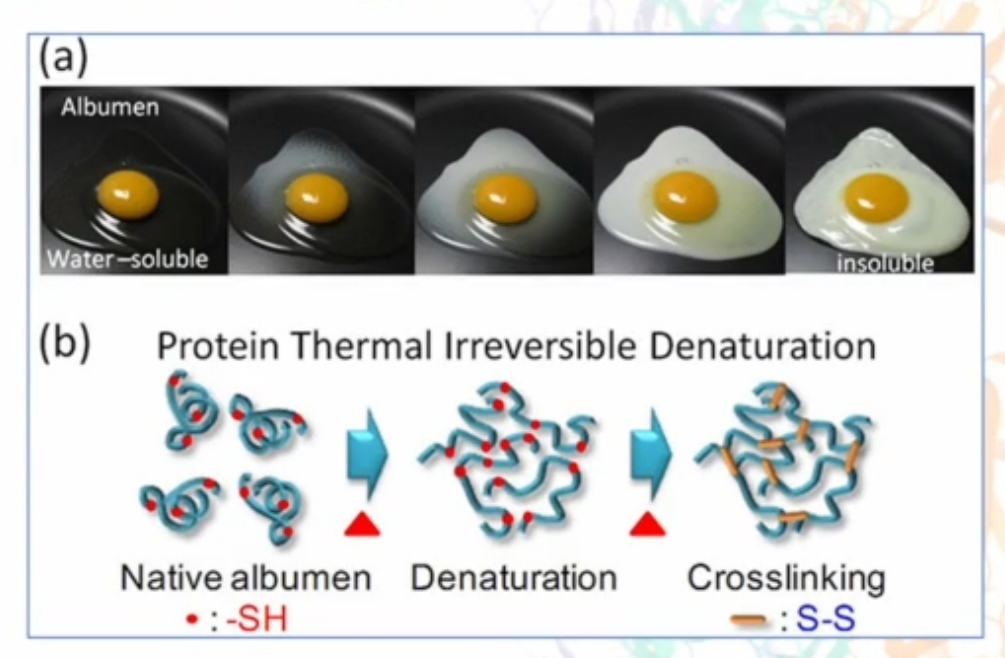 (a)
Albumen
Water–soluble
insoluble
(b) Protein Thermal Irreversible Denaturation
Native albumen Denaturation Crosslinking
• : -SH
: S-S